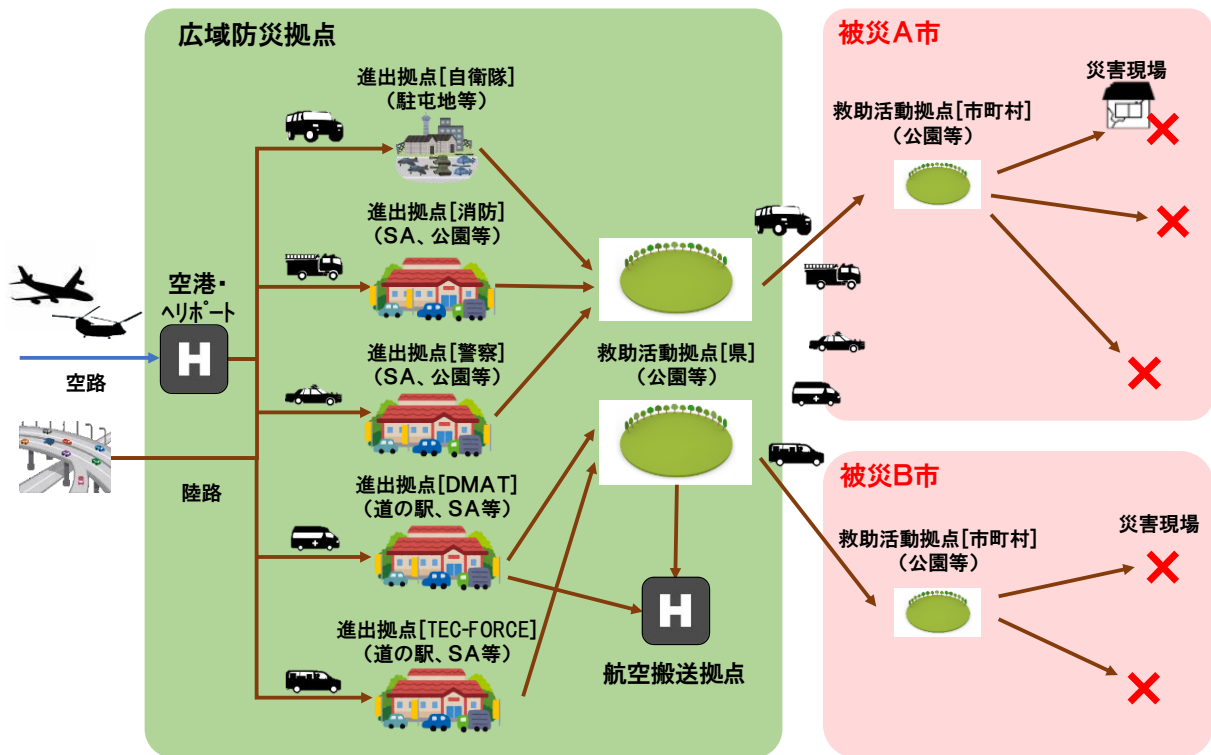 広域防災拠点
進出拠点[自衛隊]
（駐屯地等）
進出拠点[消防]
（SA、公園等）
空港・
ヘリポート
H
空路
進出拠点[警察]
（SA、公園等）
陸路
進出拠点[DMAT]
（道の駅、SA等）
進出拠点[TEC-FORCE]
（道の駅、SA等）
救助活動拠点[県]
（公園等）
H
航空搬送拠点
被災A市
災害現場
救助活動拠点[市町村]
（公園等）
被災B市
災害現場
救助活動拠点[市町村]
（公園等）